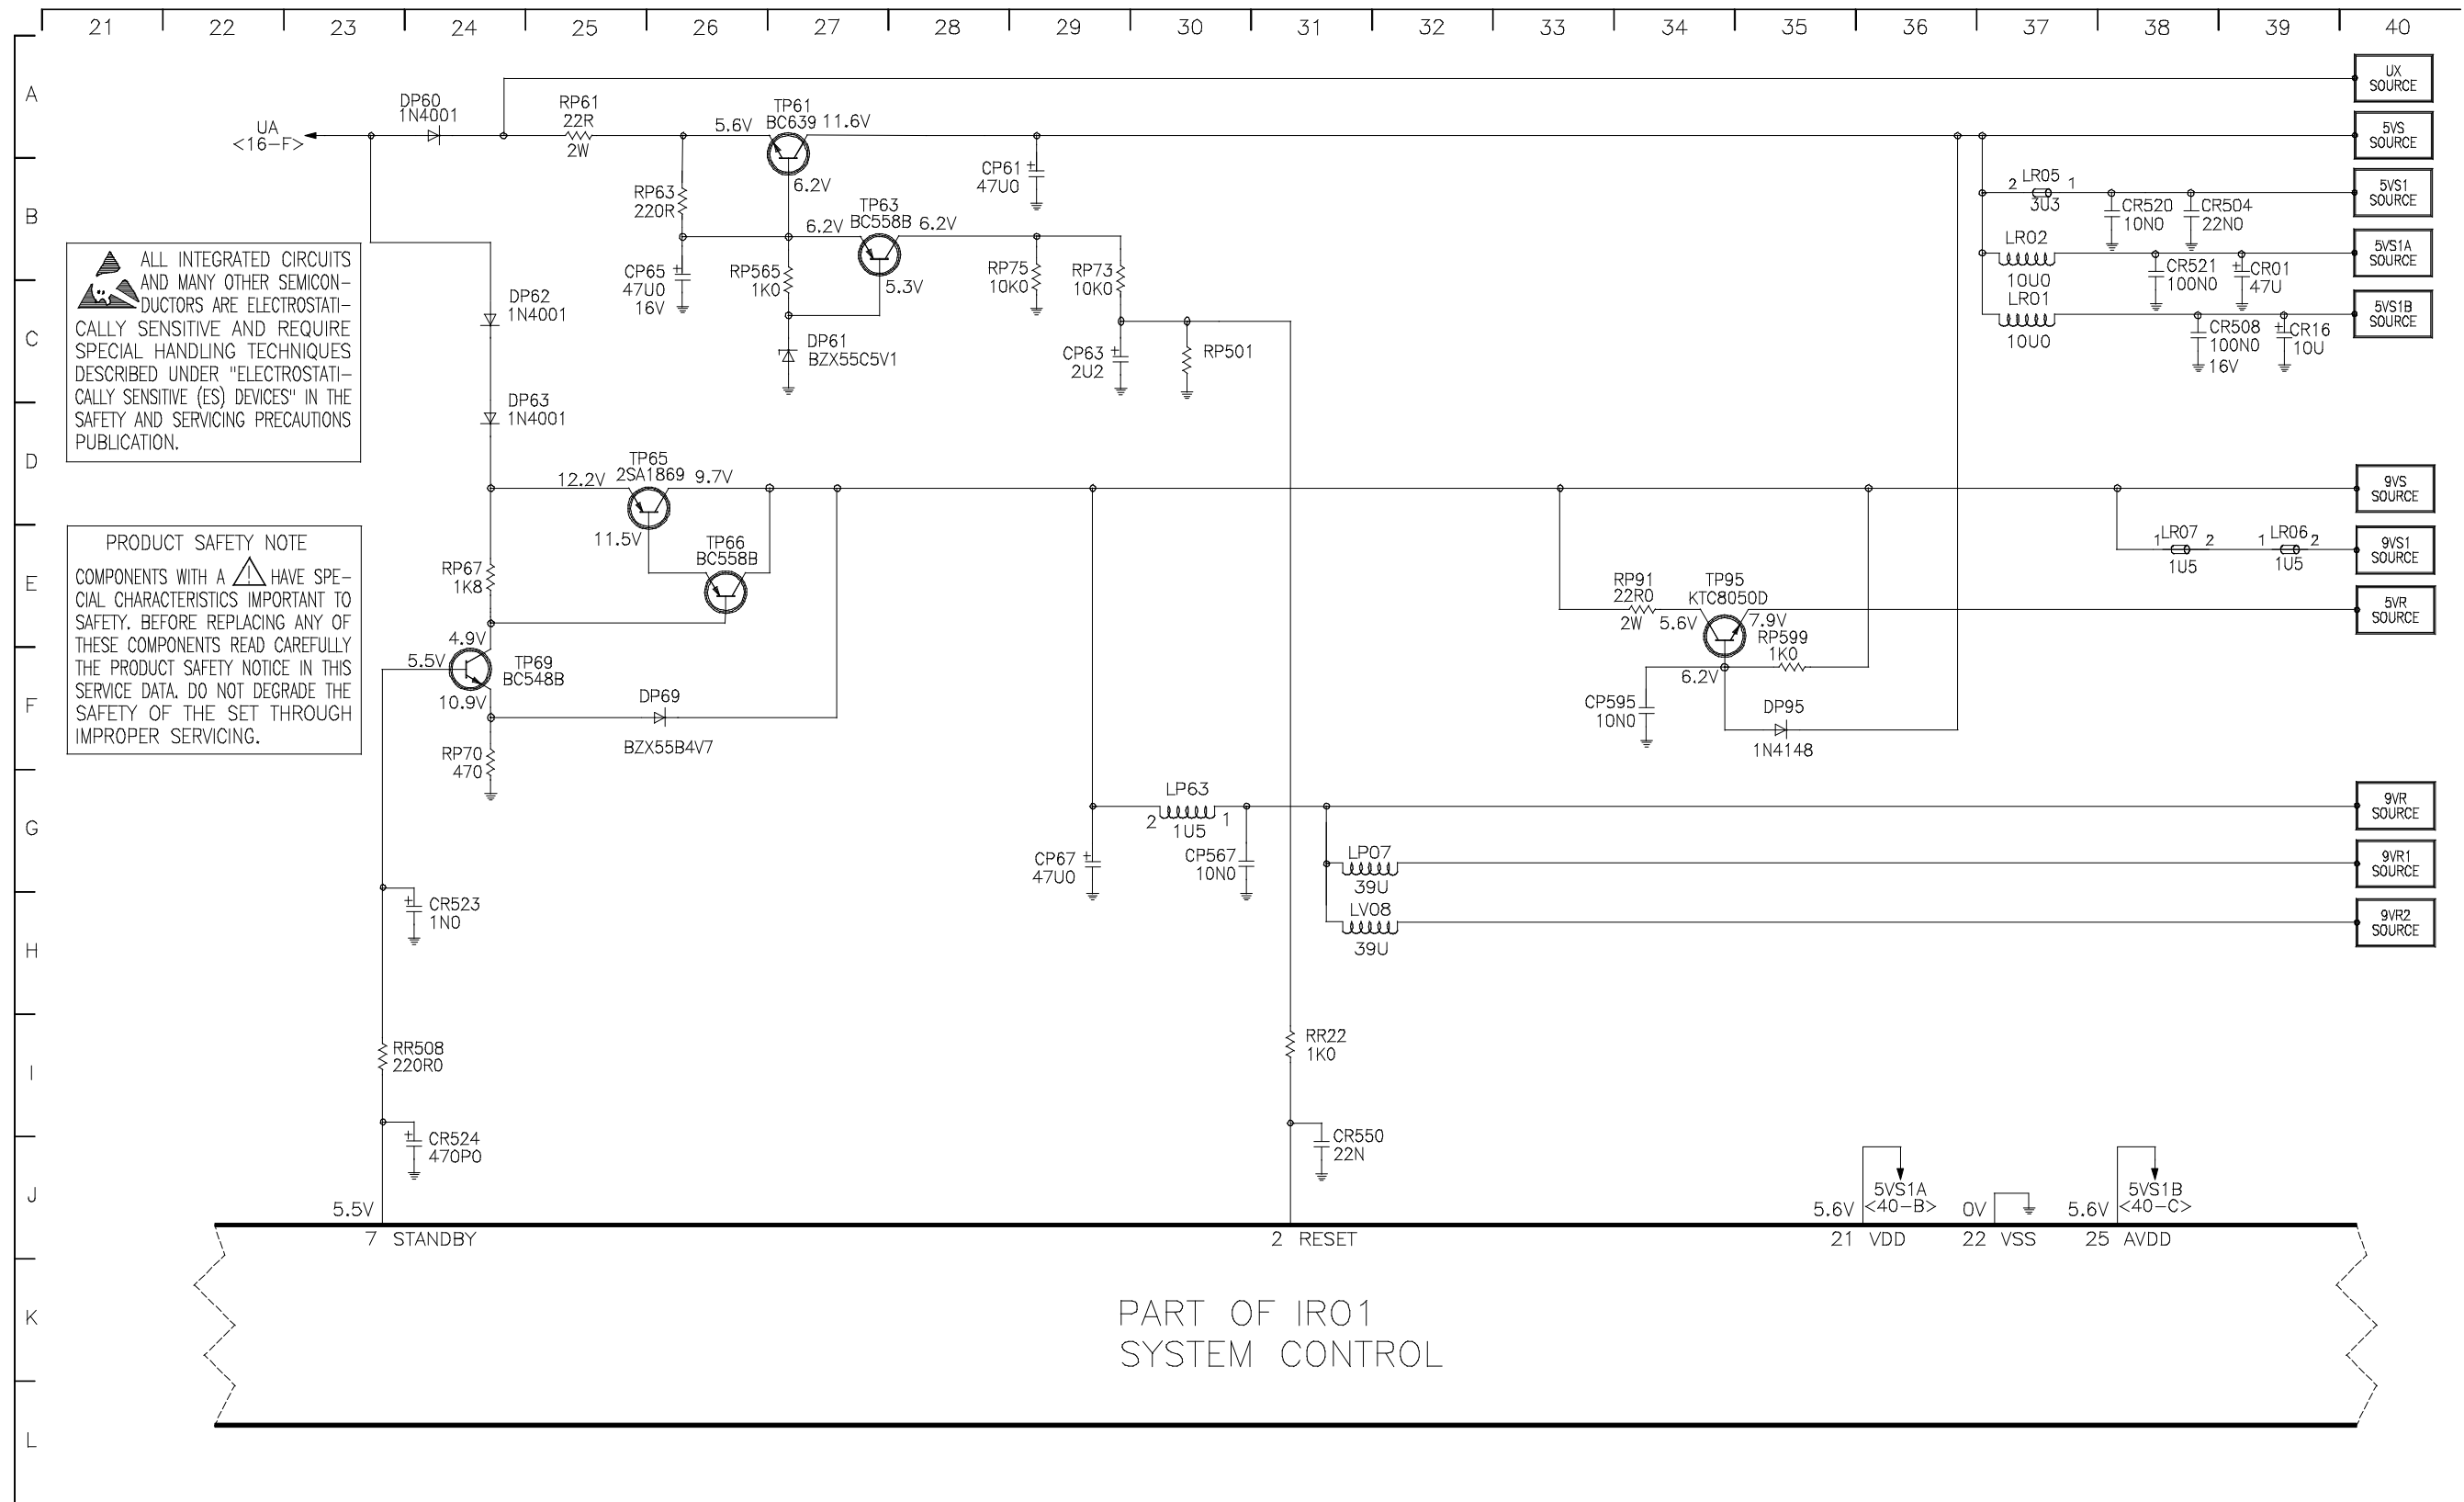 21 22 23 24 25 26 27 28 29 30 31 32 33 34 35 36 37 38 39 40
A
B
C
D
E
F
G
H
I
J
K
L
UA
<16-F>
DP60
1N4001
RP61
22R
2W
5.6V
TP61
BC639
11.6V
6.2V
RP63
220R
CP65
+
47U0
16V
RP565
1K0
6.2V
TP63
BC558B
6.2V
5.3V
DP61
BZX55C5V1
CP61
+
47U0
RP75
10K0
RP73
10K0
CP63
+
2U2
RP501
2
LR05
1
3U3
CR520
10N0
CR504
22N0
LR02
10U0
CR521
100N0
+
CR01
47U
LR01
10U0
CR508
100N0
16V
+
CR16
10U
UX
SOURCE
5VS
SOURCE
5VS1
SOURCE
5VS1A
SOURCE
5VS1B
SOURCE
ALL INTEGRATED CIRCUITS
AND MANY OTHER SEMICON-
DUCTORS ARE ELECTROSTATI-
CALLY SENSITIVE AND REQUIRE
SPECIAL HANDLING TECHNIQUES
DESCRIBED UNDER "ELECTROSTATI-
CALLY SENSITIVE (ES) DEVICES" IN THE
SAFETY AND SERVICING PRECAUTIONS
PUBLICATION.
DP62
1N4001
DP63
1N4001
12.2V
TP65
2SA1869
9.7V
11.5V
TP66
BC558B
PRODUCT SAFETY NOTE
COMPONENTS WITH A ! HAVE SPE-
CIAL CHARACTERISTICS IMPORTANT TO
SAFETY. BEFORE REPLACING ANY OF
THESE COMPONENTS READ CAREFULLY
THE PRODUCT SAFETY NOTICE IN THIS
SERVICE DATA. DO NOT DEGRADE THE
SAFETY OF THE SET THROUGH
IMPROPER SERVICING.
RP67
1K8
4.9V
5.5V
TP69
BC548B
10.9V
RP70
470
DP69
BZX55B4V7
RP91
22R0
2W
5.6V
TP95
KTC8050D
7.9V
RP599
1K0
6.2V
CP595
10N0
DP95
1N4148
1
LR07
2
1U5
1
LR06
2
1U5
9VS
SOURCE
9VS1
SOURCE
5VR
SOURCE
LP63
2
1
1U5
CP67
+
47U0
CP567
10N0
LP07
39U
LV08
39U
9VR
SOURCE
9VR1
SOURCE
9VR2
SOURCE
+
CR523
1N0
RR508
220R0
+
CR524
470P0
5.5V
7 STANDBY
RR22
1K0
CR550
22N
2 RESET
5VS1A
<40-B>
5.6V
21 VDD
0V
22 VSS
5VS1B
<40-C>
5.6V
25 AVDD
PART OF IR01
SYSTEM CONTROL